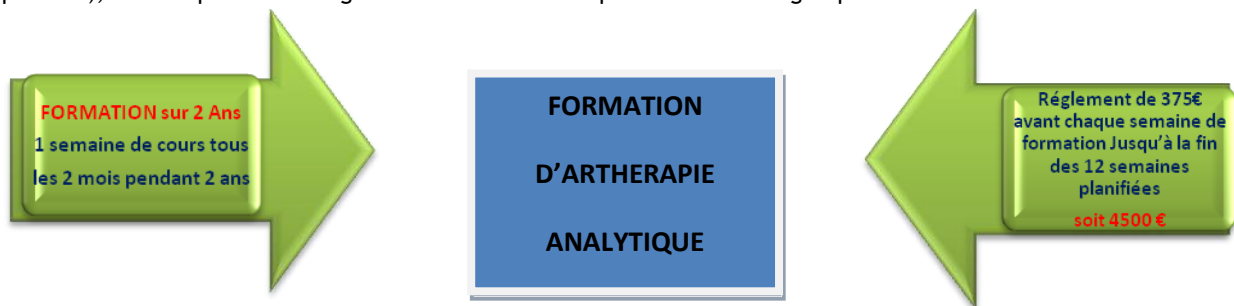 FORMATION sur 2 Ans
1 semaine de cours tous
les 2 mois pendant 2 ans
FORMATION
D’ARTHERAPIE
ANALYTIQUE
Réglement de 375€
avant chaque semaine de
formation Jusqu’à la fin
des 12 semaines
planifiées
soit 4500 €